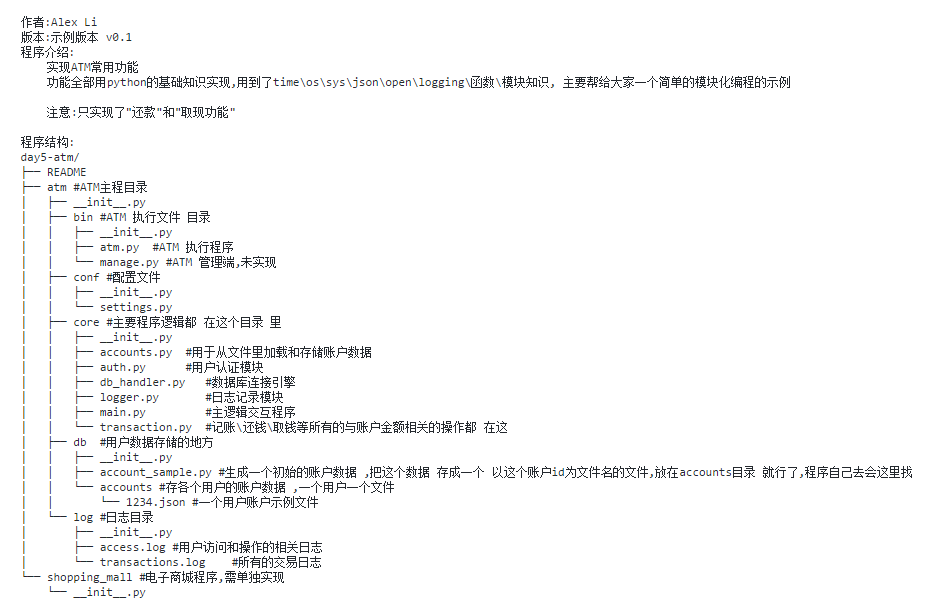 作者:Alex Li
版本:示例版本 v0.1
程序介绍:
    实现ATM常用功能
    功能全部用python的基础知识实现,用到了time\os\sys\json\open\logging\函数\模块知识, 主要帮给大家一个简单的模块化编程的示例

    注意:只实现了"还款"和"取现功能"

程序结构:
day5-atm/
├── README
├── atm #ATM主程目录
│   ├── __init__.py
│   ├── bin #ATM 执行文件 目录
│   │   ├── __init__.py
│   │   ├── atm.py  #ATM 执行程序
│   │   └── manage.py #ATM 管理端,未实现
│   ├── conf #配置文件
│   │   ├── __init__.py
│   │   └── settings.py
│   ├── core #主要程序逻辑都 在这个目录 里
│   │   ├── __init__.py
│   │   ├── accounts.py  #用于从文件里加载和存储账户数据
│   │   ├── auth.py      #用户认证模块
│   │   ├── db_handler.py   #数据库连接引擎
│   │   ├── logger.py       #日志记录模块
│   │   ├── main.py         #主逻辑交互程序
│   │   └── transaction.py  #记账\还钱\取钱等所有的与账户金额相关的操作都 在这
│   ├── db  #用户数据存储的地方
│   │   ├── __init__.py
│   │   ├── account_sample.py #生成一个初始的账户数据 ,把这个数据 存成一个 以这个账户id为文件名的文件,放在accounts目录 就行了,程序自己去会这里找
│   │   └── accounts #存各个用户的账户数据 ,一个用户一个文件
│   │       └── 1234.json #一个用户账户示例文件
│   └── log #日志目录
│       ├── __init__.py
│       ├── access.log #用户访问和操作的相关日志
│       └── transactions.log    #所有的交易日志
└── shopping_mall #电子商城程序,需单独实现
    └── __init__.py